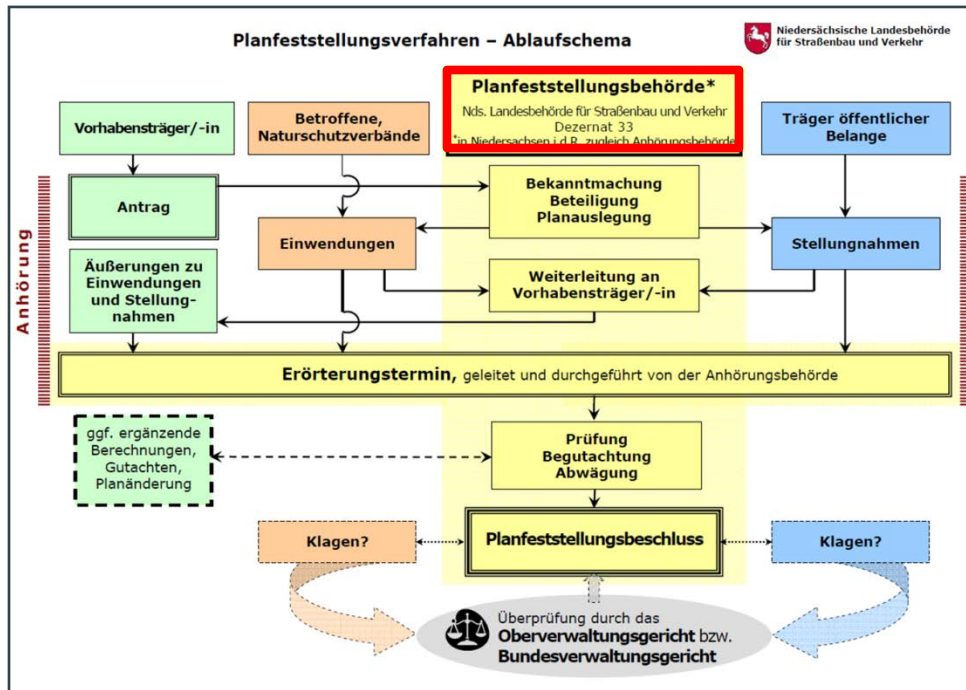 Planfeststellungsverfahren – Ablaufschema
Niedersächsische Landesbehörde
für Straßenbau und Verkehr
Vorhabensträger/-in
Betroffene,
Naturschutzverbände
Planfeststellungsbehörde*
Nds. Landesbehörde für Straßenbau und Verkehr
Dezernat 33
*in Niedersachsen i.d.R. zugleich Anhörungsbehörde
Träger öffentlicher
Belange
Anhörung
Antrag
Bekanntmachung
Beteiligung
Planauslegung
Einwendungen
Stellungnahmen
Äußerungen zu
Einwendungen
und Stellung-
nahmen
Weiterleitung an
Vorhabensträger/-in
Erörterungstermin, geleitet und durchgeführt von der Anhörungsbehörde
ggf. ergänzende
Berechnungen,
Gutachten,
Planänderung
Prüfung
Begutachtung
Abwägung
Klagen?
Planfeststellungsbeschluss
Klagen?
Überprüfung durch das
Oberverwaltungsgericht bzw.
Bundesverwaltungsgericht